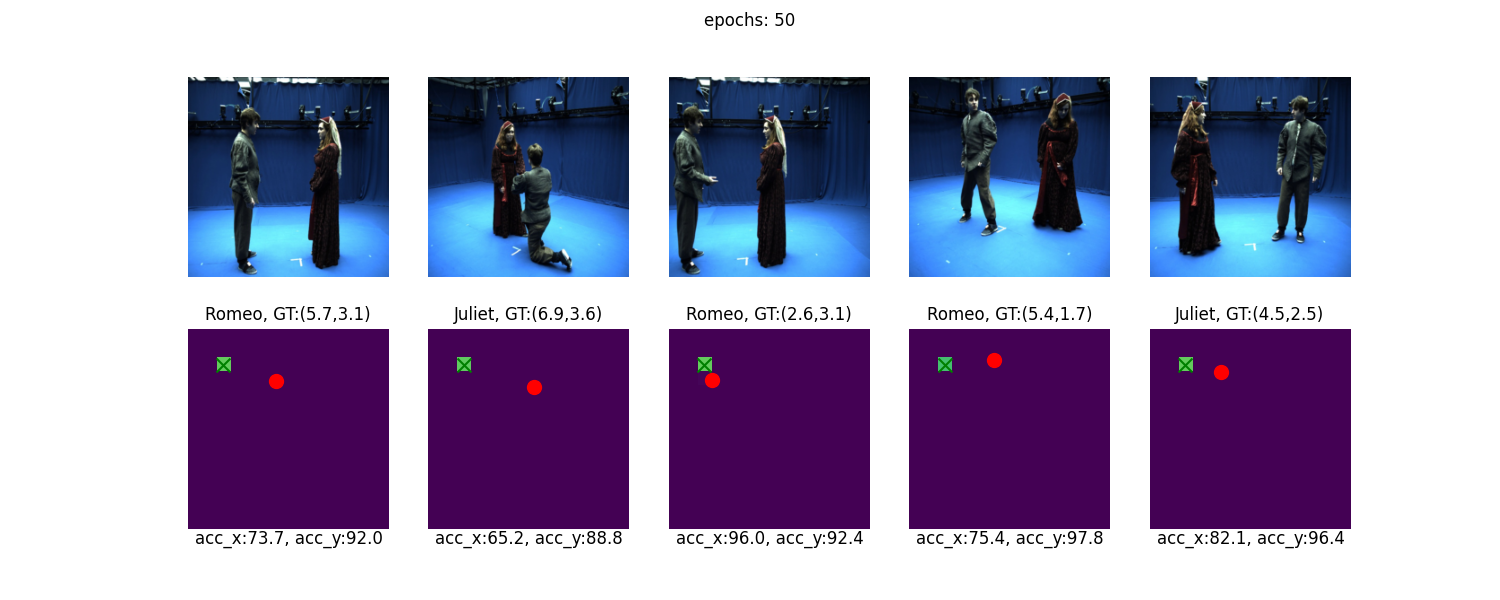 epochs: 50
Romeo, GT:(5.7,3.1)
Juliet, GT:(6.9,3.6)
Romeo, GT:(2.6,3.1)
Romeo, GT:(5.4,1.7)
Juliet, GT:(4.5,2.5)
acc_x:73.7, acc_y:92.0
acc_x:65.2, acc_y:88.8
acc_x:96.0, acc_y:92.4
acc_x:75.4, acc_y:97.8
acc_x:82.1, acc_y:96.4